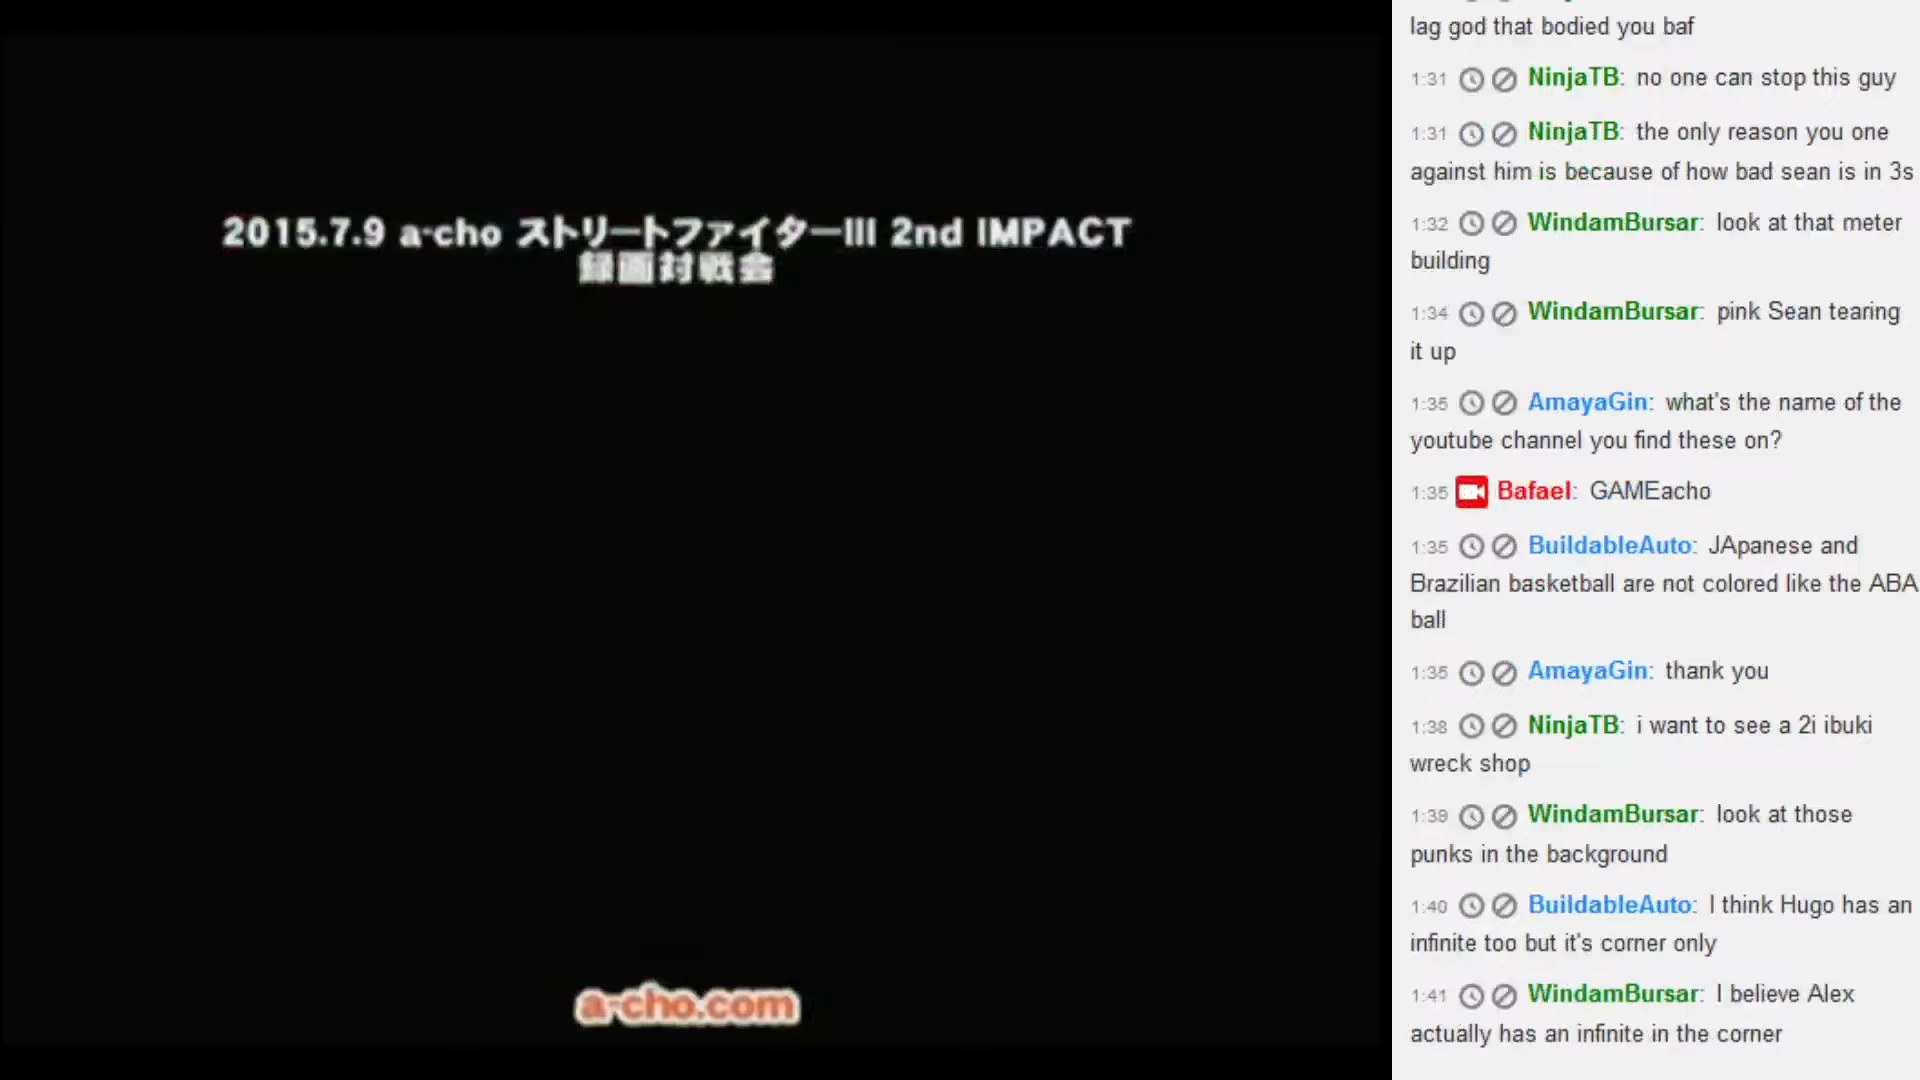 2015.7.9 a-cho ストリートファイターIII 2nd IMPACT
録画対戦会
a-cho.com
lag god that bodied you baf
1:31 NinjaTB: no one can stop this guy
1:31 NinjaTB: the only reason you one
against him is because of how bad sean is in 3s
1:32 WindamBursar: look at that meter
building
1:34 WindamBursar: pink Sean tearing
it up
1:35 AmayaGin: what's the name of the
youtube channel you find these on?
1:35 Bafael: GAMEacho
1:35 BuildableAuto: JApanese and
Brazilian basketball are not colored like the ABA
ball
1:35 AmayaGin: thank you
1:38 NinjaTB: i want to see a 2i ibuki
wreck shop
1:39 WindamBursar: look at those
punks in the background
1:40 BuildableAuto: I think Hugo has an
infinite too but it's corner only
1:41 WindamBursar: I believe Alex
actually has an infinite in the corner